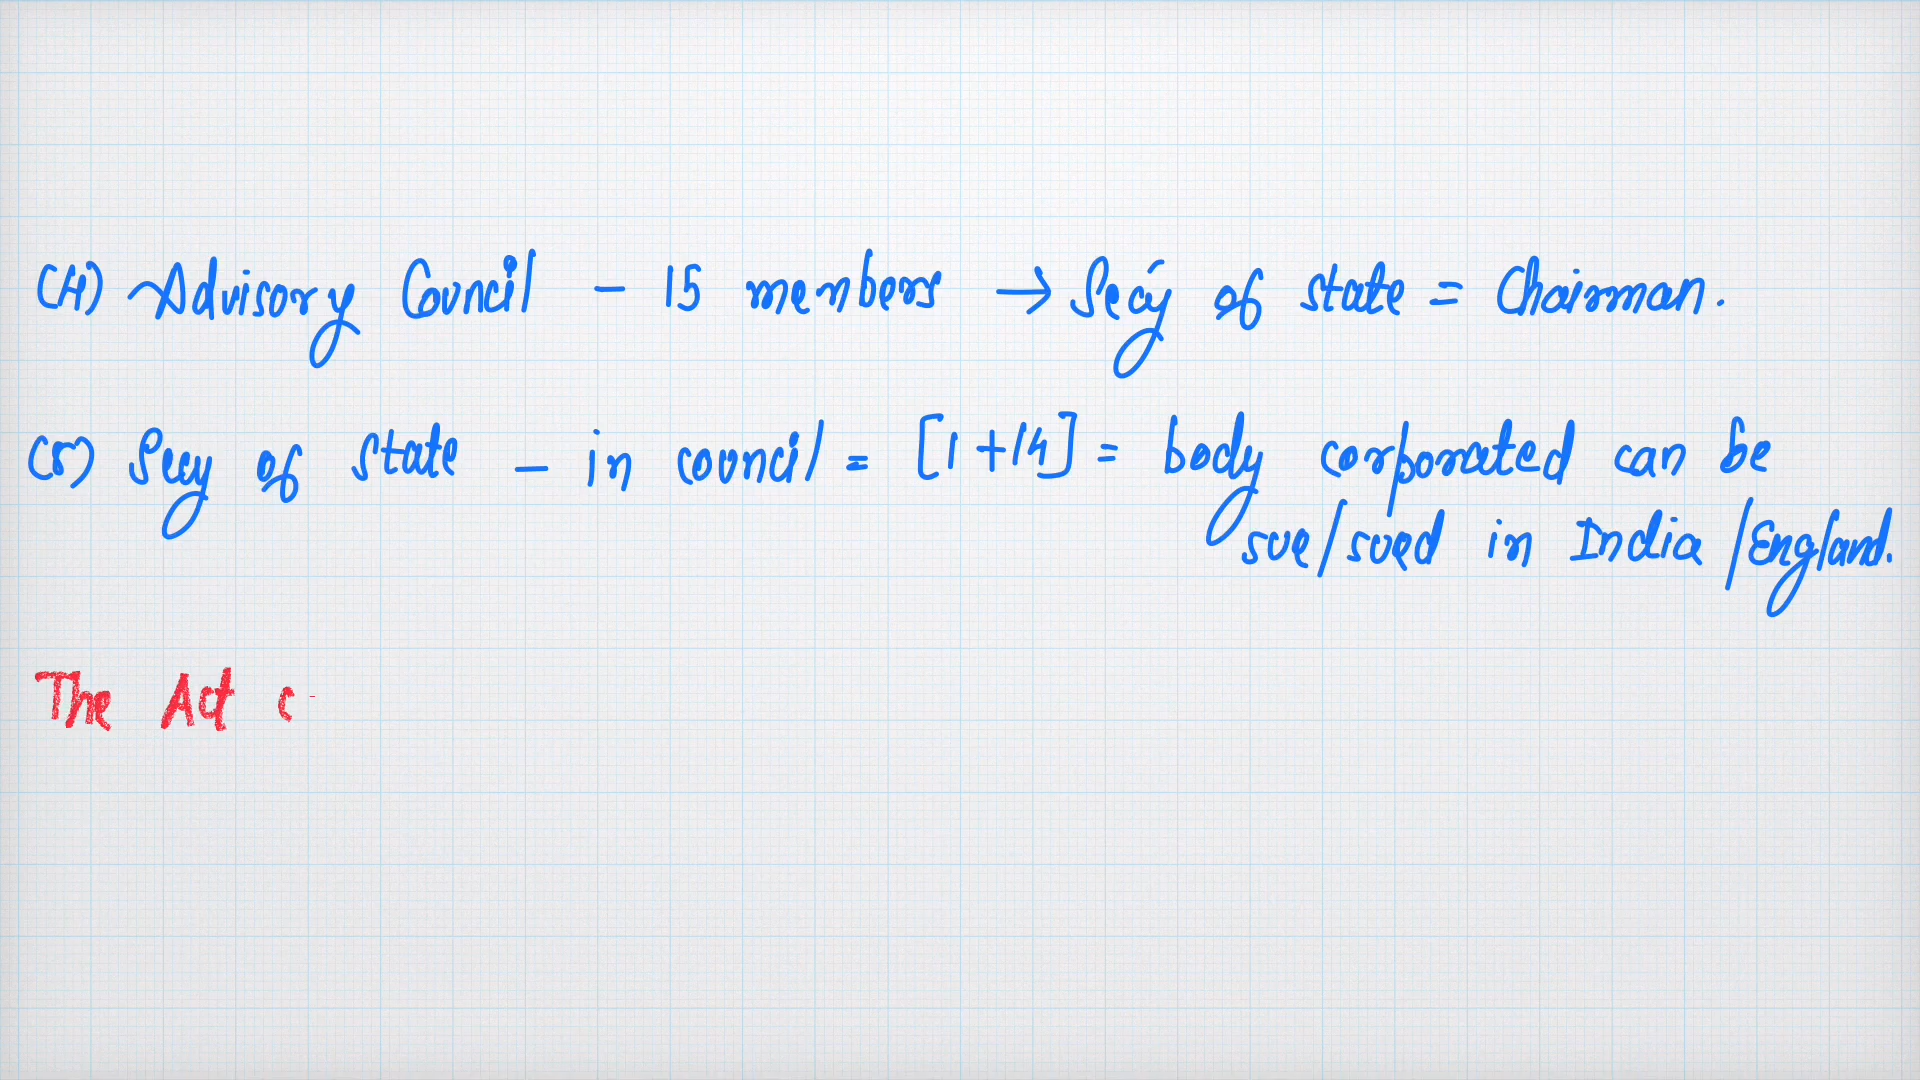 (4) Advisory Council - 15 members → Secy of state = Chairman.
(5) Secy of state - in council = [1+14] = body corporated can be
sue/sued in India/England.
The Act c